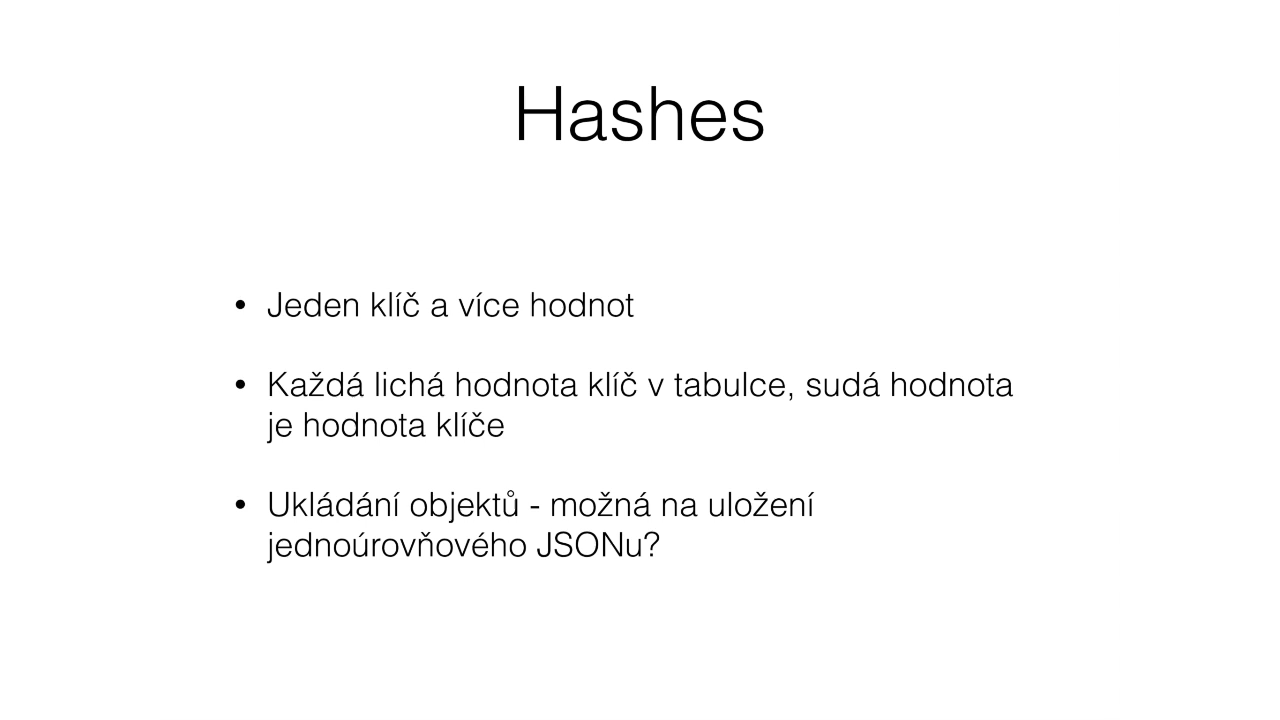 Hashes
• Jeden klíč a více hodnot
• Každá lichá hodnota klíč v tabulce, sudá hodnota
je hodnota klíče
• Ukládání objektů - možná na uložení
jednoúrovňového JSONu?